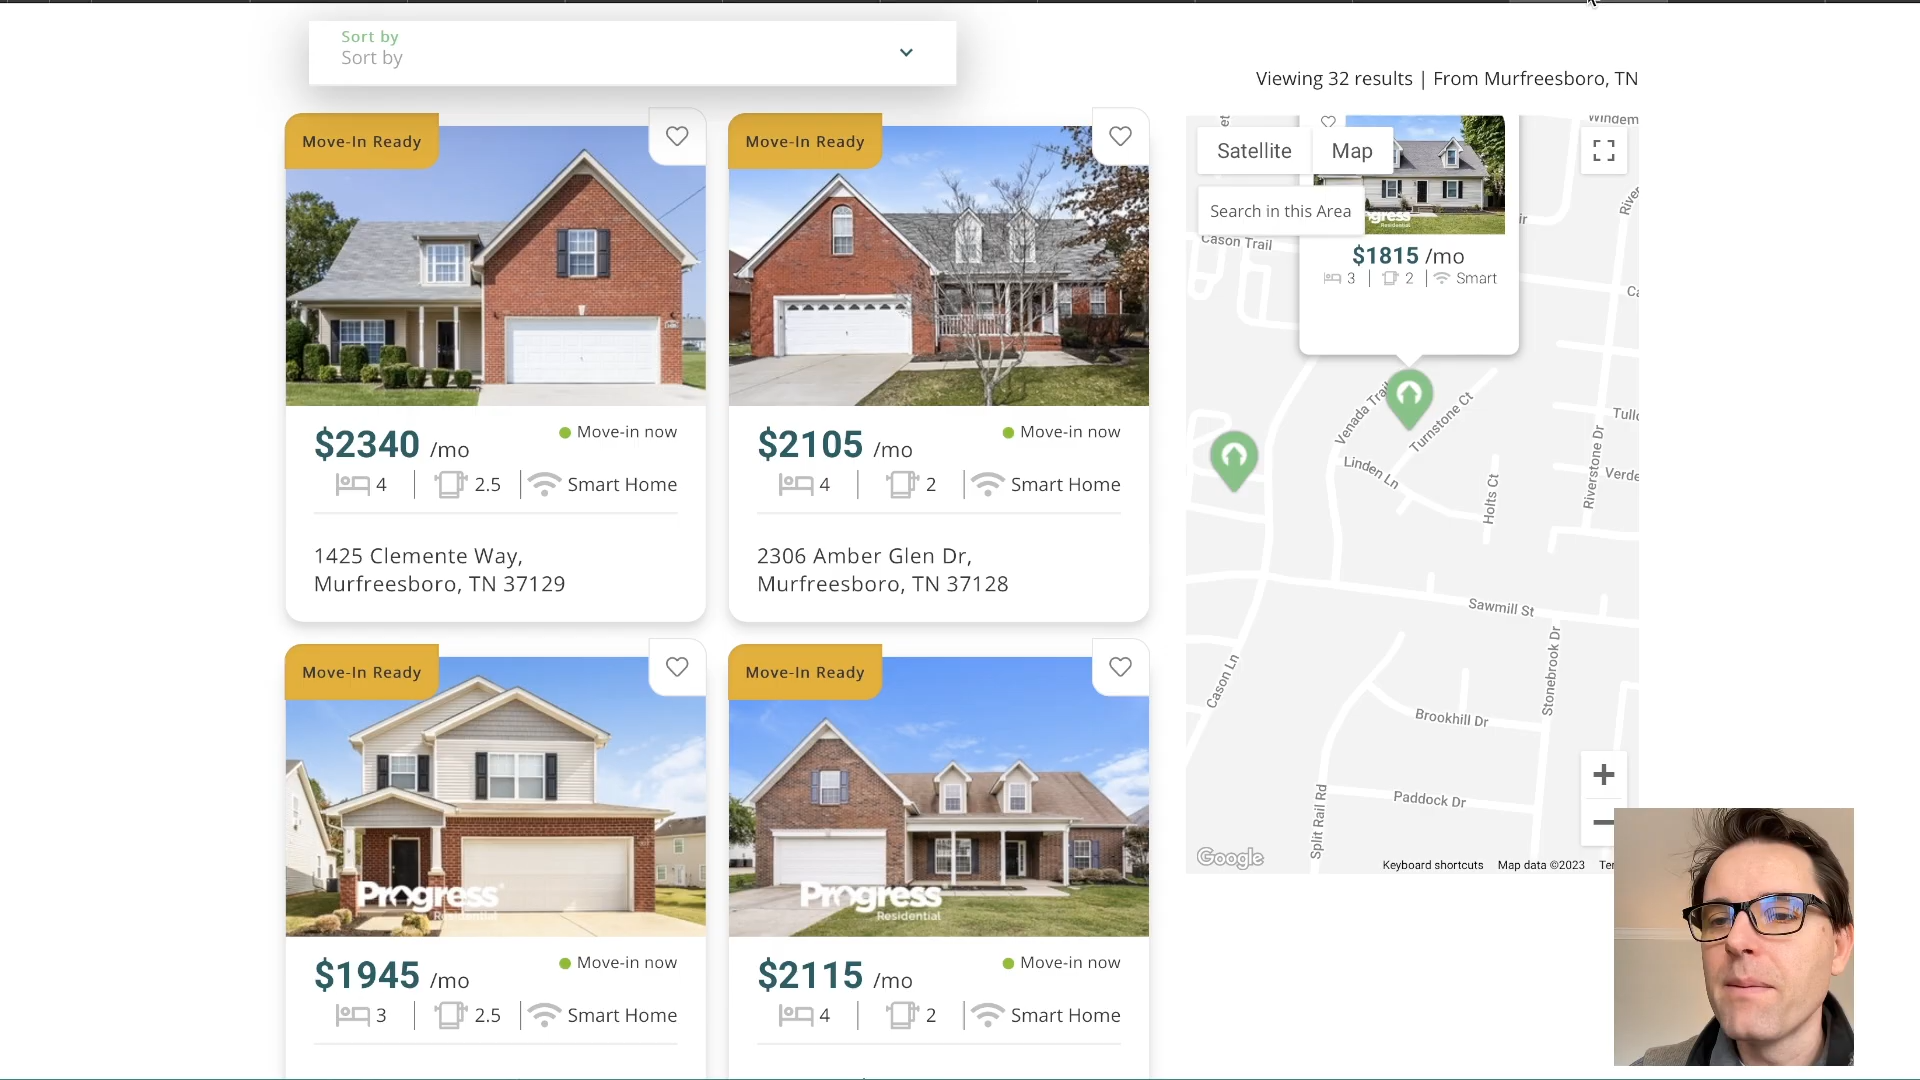 Sort by
Sort by
Viewing 32 results | From Murfreesboro, TN
Move-In Ready
Move-In Ready
$2340 /mo
Move-in now
4
2.5
Smart Home
1425 Clemente Way,
Murfreesboro, TN 37129
$2105 /mo
Move-in now
4
2
Smart Home
2306 Amber Glen Dr,
Murfreesboro, TN 37128
Move-In Ready
Progress
Residential
$1945 /mo
Move-in now
3
2.5
Smart Home
Move-In Ready
Progress
Residential
$2115 /mo
Move-in now
4
2
Smart Home
Satellite
Map
Search in this Area
Residential
$1815 /mo
3
2
Smart
Cason Trail
Venada Trail
Turnstone Ct
Linden Ln
Holts Ct
Riverstone Dr
Verde
Sawmill St
Stonebrook Dr
Cason Ln
Brookhill Dr
Paddock Dr
Split Rail Rd
Google
Keyboard shortcuts
Map data ©2023